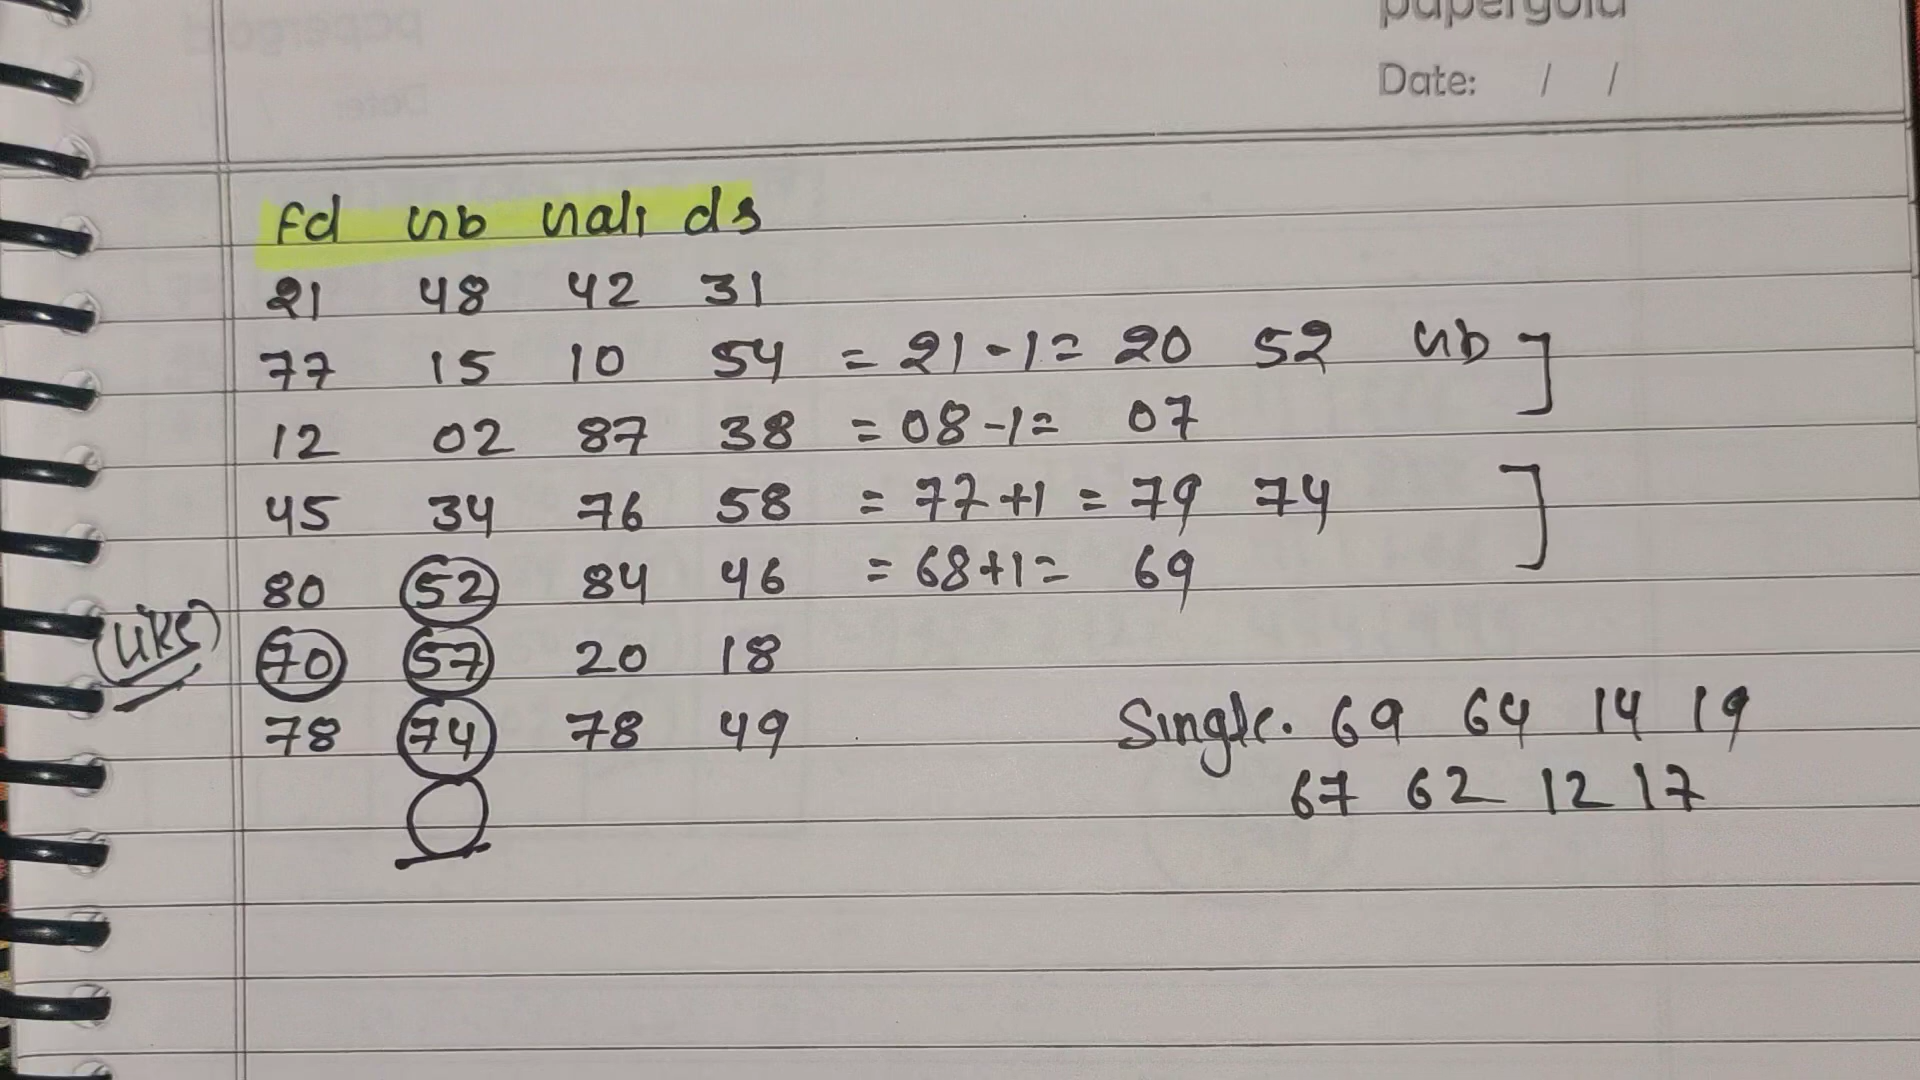 papergold
Date: / /
Fd Gb Gali ds
21 48 42 31
77 15 10 54 = 21 - 1 = 20 52 Gb ]
12 02 87 38 = 08 - 1 = 07
45 34 76 58 = 77 + 1 = 79 74 ]
80 52 84 46 = 68 + 1 = 69
(like) 70 57 20 18
78 74 78 49
Single. 69 64 14 19
67 62 12 17